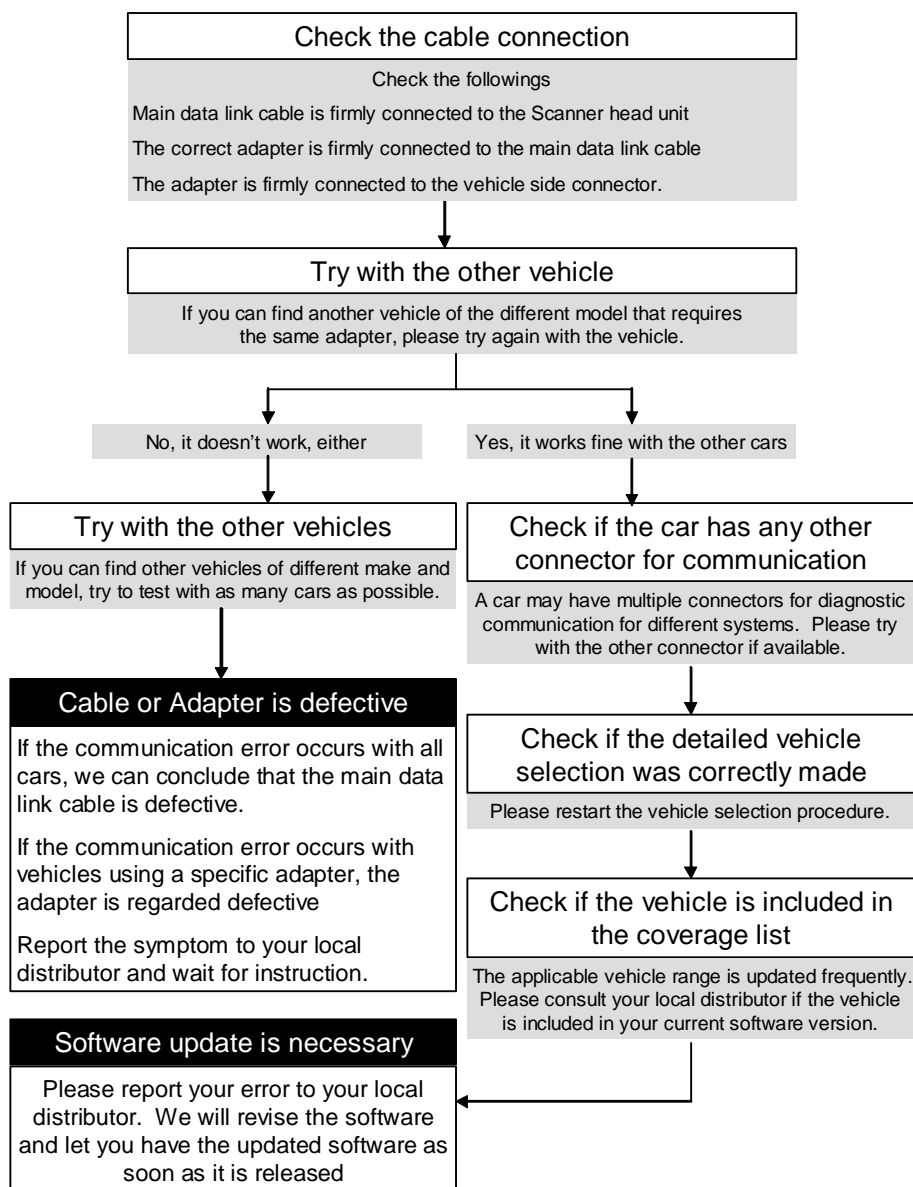 Check the cable connection
Check the followings
Main data link cable is firmly connected to the Scanner head unit
The correct adapter is firmly connected to the main data link cable
The adapter is firmly connected to the vehicle side connector.
Try with the other vehicle
If you can find another vehicle of the different model that requires
the same adapter, please try again with the vehicle.
No, it doesn't work, either
Yes, it works fine with the other cars
Try with the other vehicles
If you can find other vehicles of different make and
model, try to test with as many cars as possible.
Cable or Adapter is defective
If the communication error occurs with all
cars, we can conclude that the main data
link cable is defective.
If the communication error occurs with
vehicles using a specific adapter, the
adapter is regarded defective
Report the symptom to your local
distributor and wait for instruction.
Check if the car has any other
connector for communication
A car may have multiple connectors for diagnostic
communication for different systems.  Please try
with the other connector if available.
Check if the detailed vehicle
selection was correctly made
Please restart the vehicle selection procedure.
Check if the vehicle is included in
the coverage list
The applicable vehicle range is updated frequently.
Please consult your local distributor if the vehicle
is included in your current software version.
Software update is necessary
Please report your error to your local
distributor.  We will revise the software
and let you have the updated software as
soon as it is released